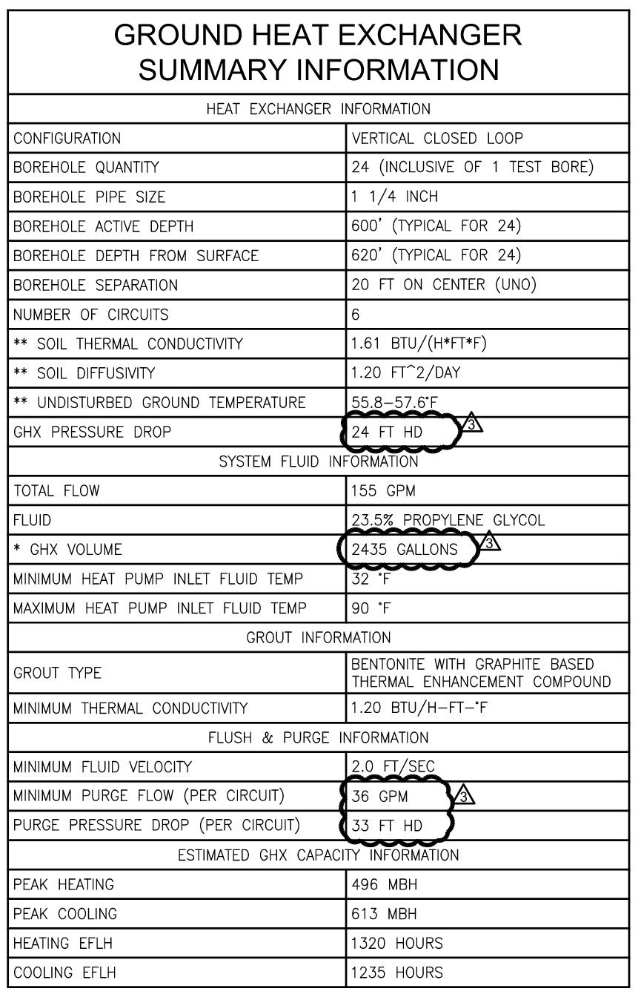 GROUND HEAT EXCHANGER
SUMMARY INFORMATION
HEAT EXCHANGER INFORMATION
CONFIGURATION VERTICAL CLOSED LOOP
BOREHOLE QUANTITY 24 (INCLUSIVE OF 1 TEST BORE)
BOREHOLE PIPE SIZE 1 1/4 INCH
BOREHOLE ACTIVE DEPTH 600' (TYPICAL FOR 24)
BOREHOLE DEPTH FROM SURFACE 620' (TYPICAL FOR 24)
BOREHOLE SEPARATION 20 FT ON CENTER (UNO)
NUMBER OF CIRCUITS 6
** SOIL THERMAL CONDUCTIVITY 1.61 BTU/(H*FT*F)
** SOIL DIFFUSIVITY 1.20 FT^2/DAY
** UNDISTURBED GROUND TEMPERATURE 55.8-57.6°F
GHX PRESSURE DROP 24 FT HD 3
SYSTEM FLUID INFORMATION
TOTAL FLOW 155 GPM
FLUID 23.5% PROPYLENE GLYCOL
* GHX VOLUME 2435 GALLONS 3
MINIMUM HEAT PUMP INLET FLUID TEMP 32 °F
MAXIMUM HEAT PUMP INLET FLUID TEMP 90 °F
GROUT INFORMATION
GROUT TYPE BENTONITE WITH GRAPHITE BASED
THERMAL ENHANCEMENT COMPOUND
MINIMUM THERMAL CONDUCTIVITY 1.20 BTU/H-FT-°F
FLUSH & PURGE INFORMATION
MINIMUM FLUID VELOCITY 2.0 FT/SEC
MINIMUM PURGE FLOW (PER CIRCUIT) 36 GPM 3
PURGE PRESSURE DROP (PER CIRCUIT) 33 FT HD
ESTIMATED GHX CAPACITY INFORMATION
PEAK HEATING 496 MBH
PEAK COOLING 613 MBH
HEATING EFLH 1320 HOURS
COOLING EFLH 1235 HOURS